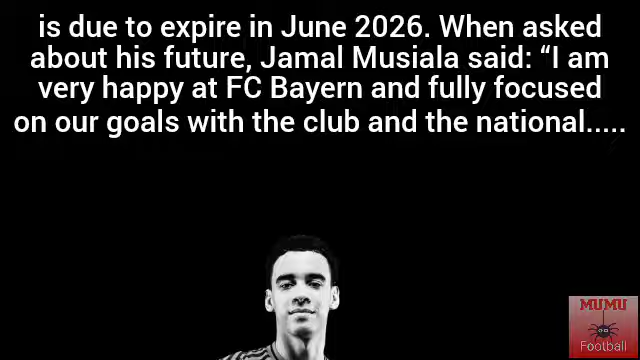 is due to expire in June 2026. When asked
about his future, Jamal Musiala said: “I am
very happy at FC Bayern and fully focused
on our goals with the club and the national.....
MUMU
Football